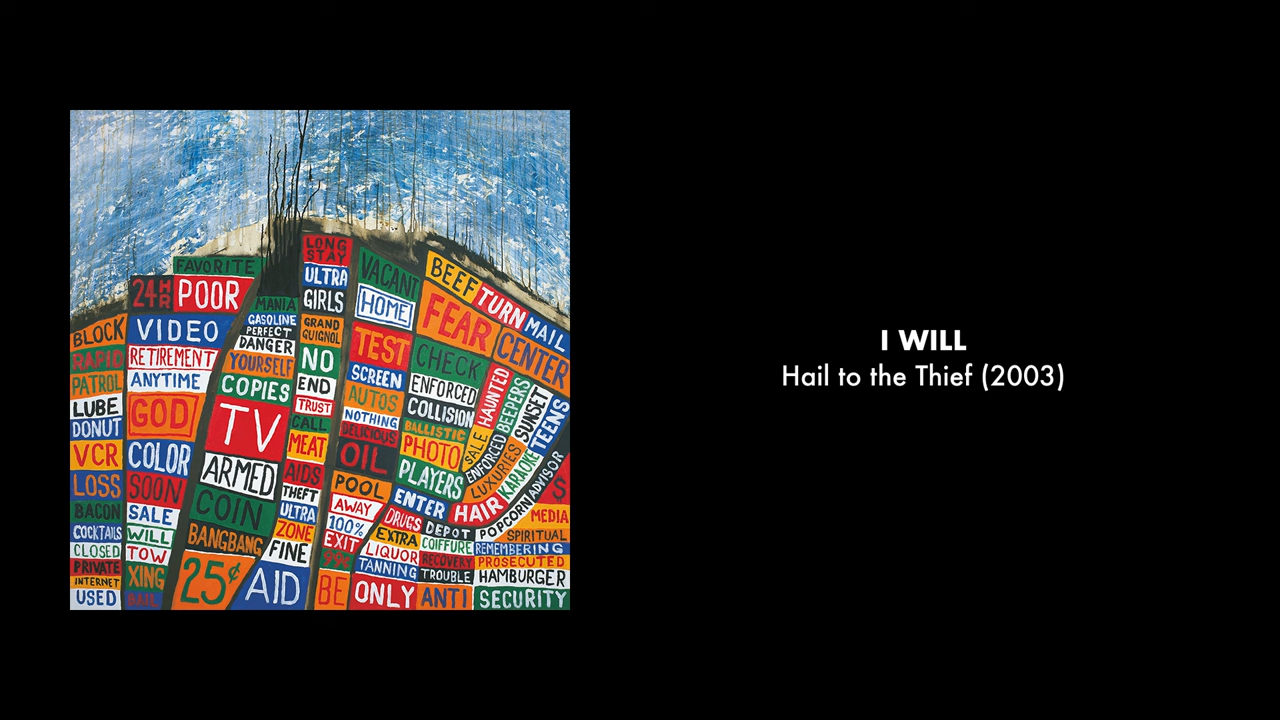 FAVORITE
24HR
POOR
BLOCK
VIDEO
RAPID
RETIREMENT
PATROL
ANYTIME
LUBE
GOD
DONUT
VCR
COLOR
LOSS
SOON
BACON
SALE
COCKTAILS
WILL
CLOSED
TOW
PRIVATE
XING
INTERNET
USED
BAIL
MANIA
GASOLINE
PERFECT
DANGER
YOURSELF
COPIES
TV
ARMED
COIN
BANGBANG
25¢
AID
LONG
STAY
ULTRA
GIRLS
GRAND
GUIGNOL
NO
END
TRUST
CALL
MEAT
AIDS
THEFT
ULTRA
ZONE
FINE
VACANT
HOME
TEST
SCREEN
AUTOS
NOTHING
DELICIOUS
OIL
POOL
AWAY
100%
EXIT
99¢
BE
BEEF
TURN
MAIL
FEAR
CENTER
CHECK
ENFORCED
COLLISION
BALLISTIC
PHOTO
PLAYERS
ENTER
DRUGS
DEPOT
EXTRA
COIFFURE
LIQUOR
RECOVERY
TANNING
TROUBLE
ONLY
ANTI
HAUNTED
BEEPERS
SUNSET
TEENS
SALE
ENFORCED
LUXURIES
KARAOKE
ADVISOR
HAIR
POPCORN
S
MEDIA
SPIRITUAL
REMEMBERING
PROSECUTED
HAMBURGER
SECURITY
I WILL
Hail to the Thief (2003)